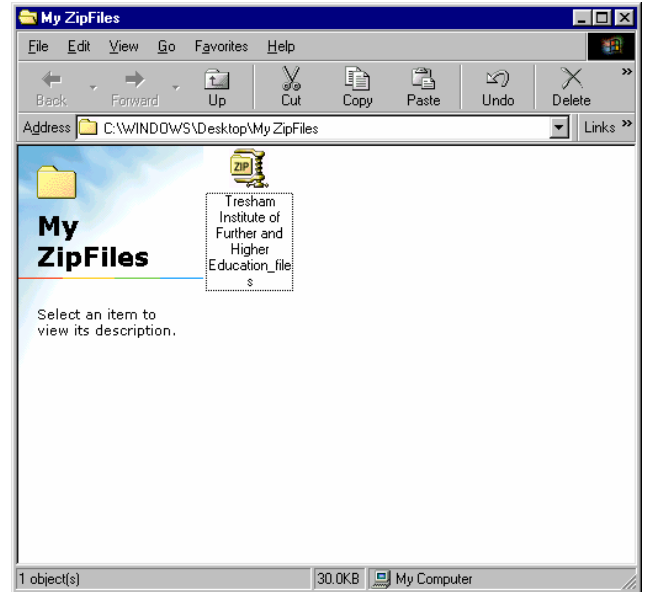 My ZipFiles
File Edit View Go Favorites Help
Back Forward Up Cut Copy Paste Undo Delete »
Address C:\WINDOWS\Desktop\My ZipFiles Links »
ZIP
Tresham
Institute of
Further and
Higher
Education_file
s
My
ZipFiles
Select an item to
view its description.
1 object(s) 30.0KB My Computer